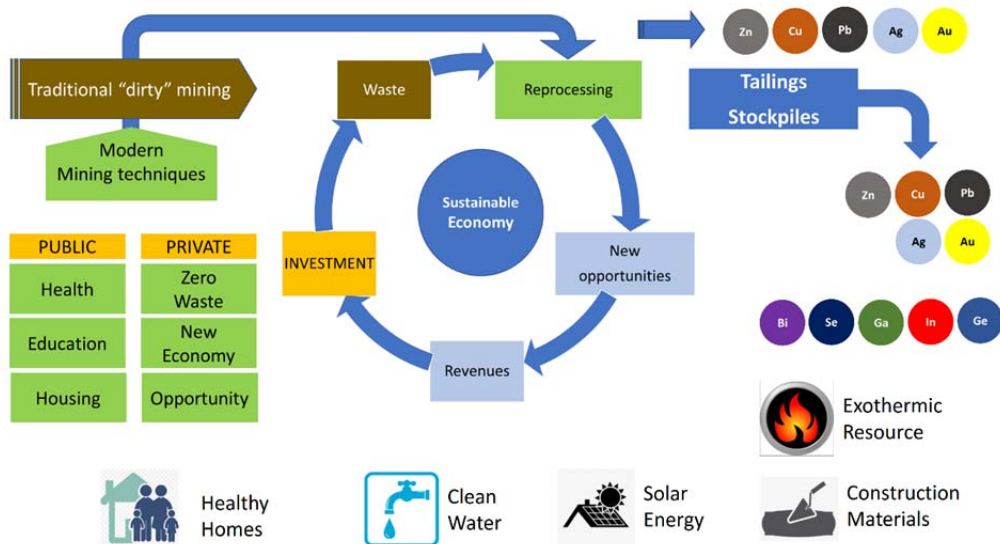 Zn
Cu
Pb
Ag
Au
Traditional “dirty” mining
Waste
Reprocessing
Tailings
Stockpiles
Modern
Mining techniques
Zn
Cu
Pb
Ag
Au
Sustainable
Economy
PUBLIC
PRIVATE
Health
Zero
Waste
Education
New
Economy
Housing
Opportunity
INVESTMENT
New
opportunities
Revenues
Bi
Se
Ga
In
Ge
Exothermic
Resource
Healthy
Homes
Clean
Water
Solar
Energy
Construction
Materials